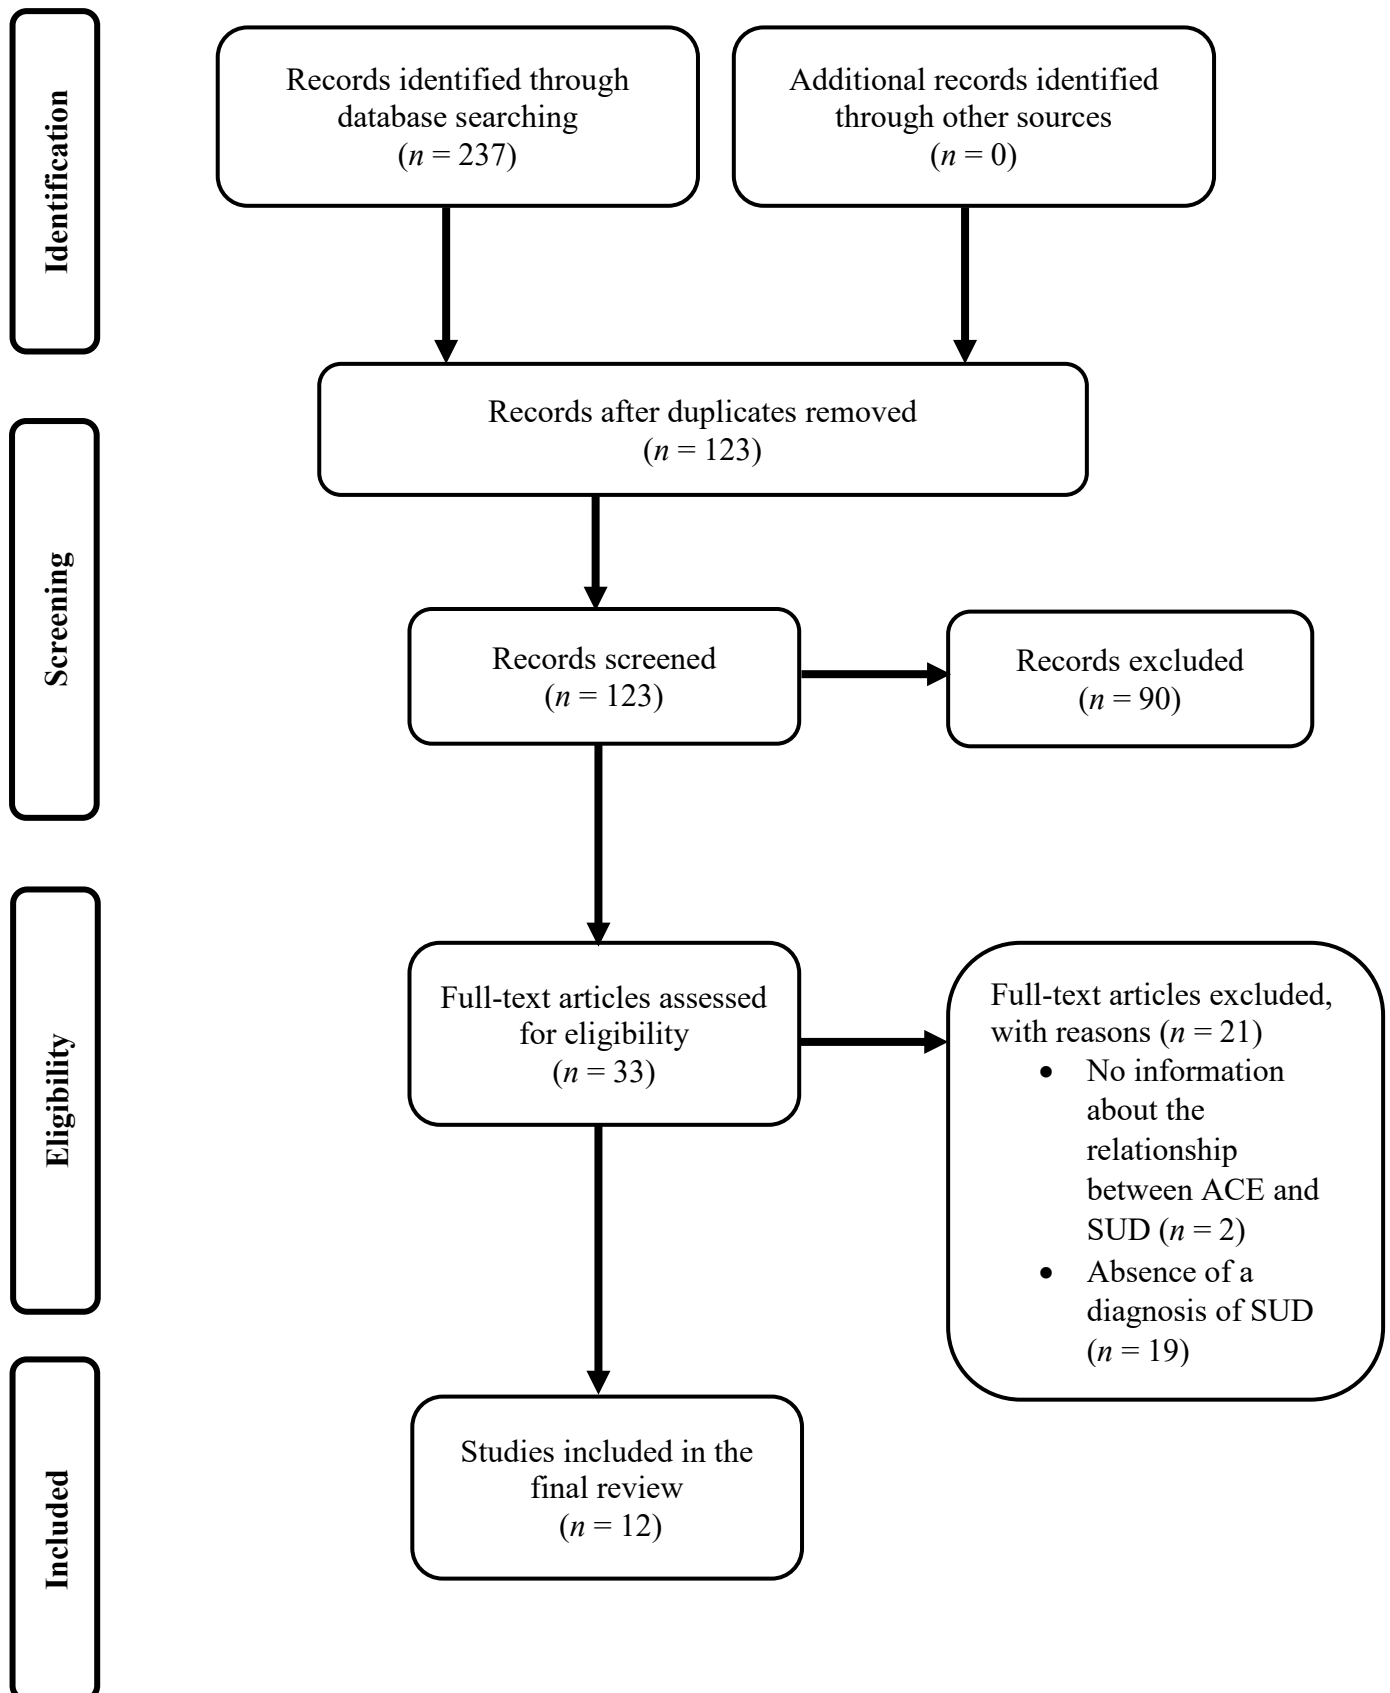 Identification
Records identified through
database searching
(n = 237)
Additional records identified
through other sources
(n = 0)
Records after duplicates removed
(n = 123)
Screening
Records screened
(n = 123)
Records excluded
(n = 90)
Eligibility
Full-text articles assessed
for eligibility
(n = 33)
Full-text articles excluded,
with reasons (n = 21)
• No information
about the
relationship
between ACE and
SUD (n = 2)
• Absence of a
diagnosis of SUD
(n = 19)
Included
Studies included in the
final review
(n = 12)